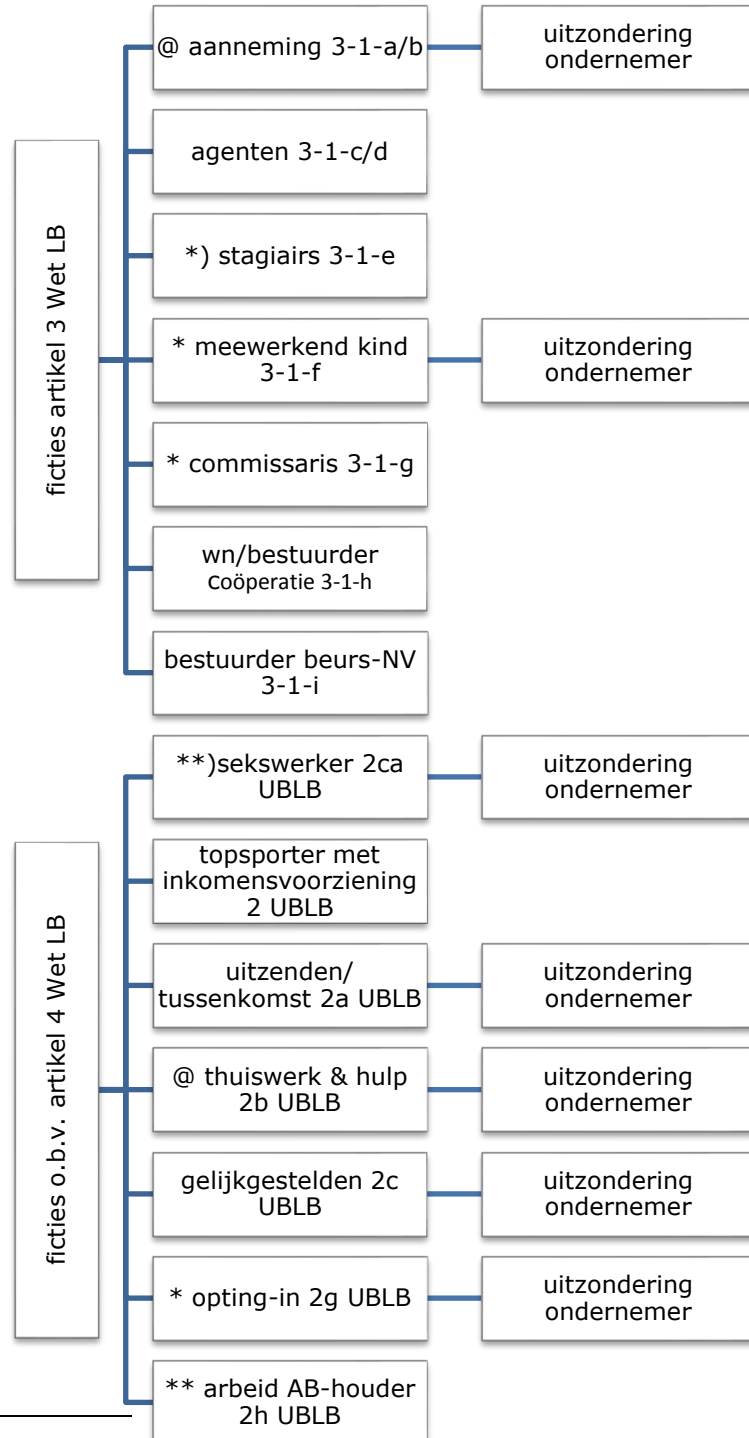 ficties artikel 3 Wet LB
@ aanneming 3-1-a/b
uitzondering
ondernemer
agenten 3-1-c/d
*) stagiairs 3-1-e
* meewerkend kind
3-1-f
uitzondering
ondernemer
* commissaris 3-1-g
wn/bestuurder
coöperatie 3-1-h
bestuurder beurs-NV
3-1-i
ficties o.b.v. artikel 4 Wet LB
**)sekswerker 2ca
UBLB
uitzondering
ondernemer
topsporter met
inkomensvoorziening
2 UBLB
uitzenden/
tussenkomst 2a UBLB
uitzondering
ondernemer
@ thuiswerk & hulp
2b UBLB
uitzondering
ondernemer
gelijkgestelden 2c
UBLB
uitzondering
ondernemer
* opting-in 2g UBLB
uitzondering
ondernemer
** arbeid AB-houder
2h UBLB